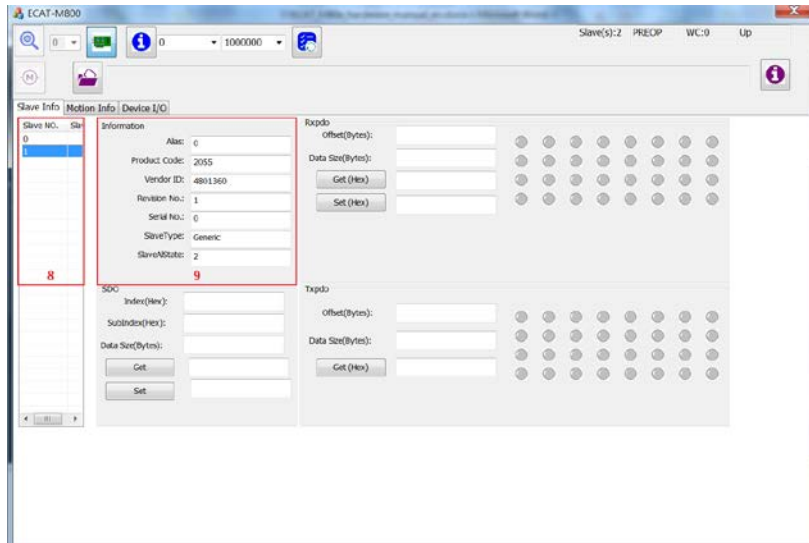 ECAT-M800
0
0
1000000
Slave(s):2 PREOP WC:0 Up
Slave Info Motion Info Device I/O
Slave NO. Slav
0
1
8
Information
Alias: 0
Product Code: 2055
Vendor ID: 4801360
Revision No.: 1
Serial No.: 0
SlaveType: Generic
SlaveAlState: 2
9
Rxpdo
Offset(Bytes):
Data Size(Bytes):
Get (Hex)
Set (Hex)
SDO
Index(Hex):
SubIndex(Hex):
Data Size(Bytes):
Get
Set
Txpdo
Offset(Bytes):
Data Size(Bytes):
Get (Hex)